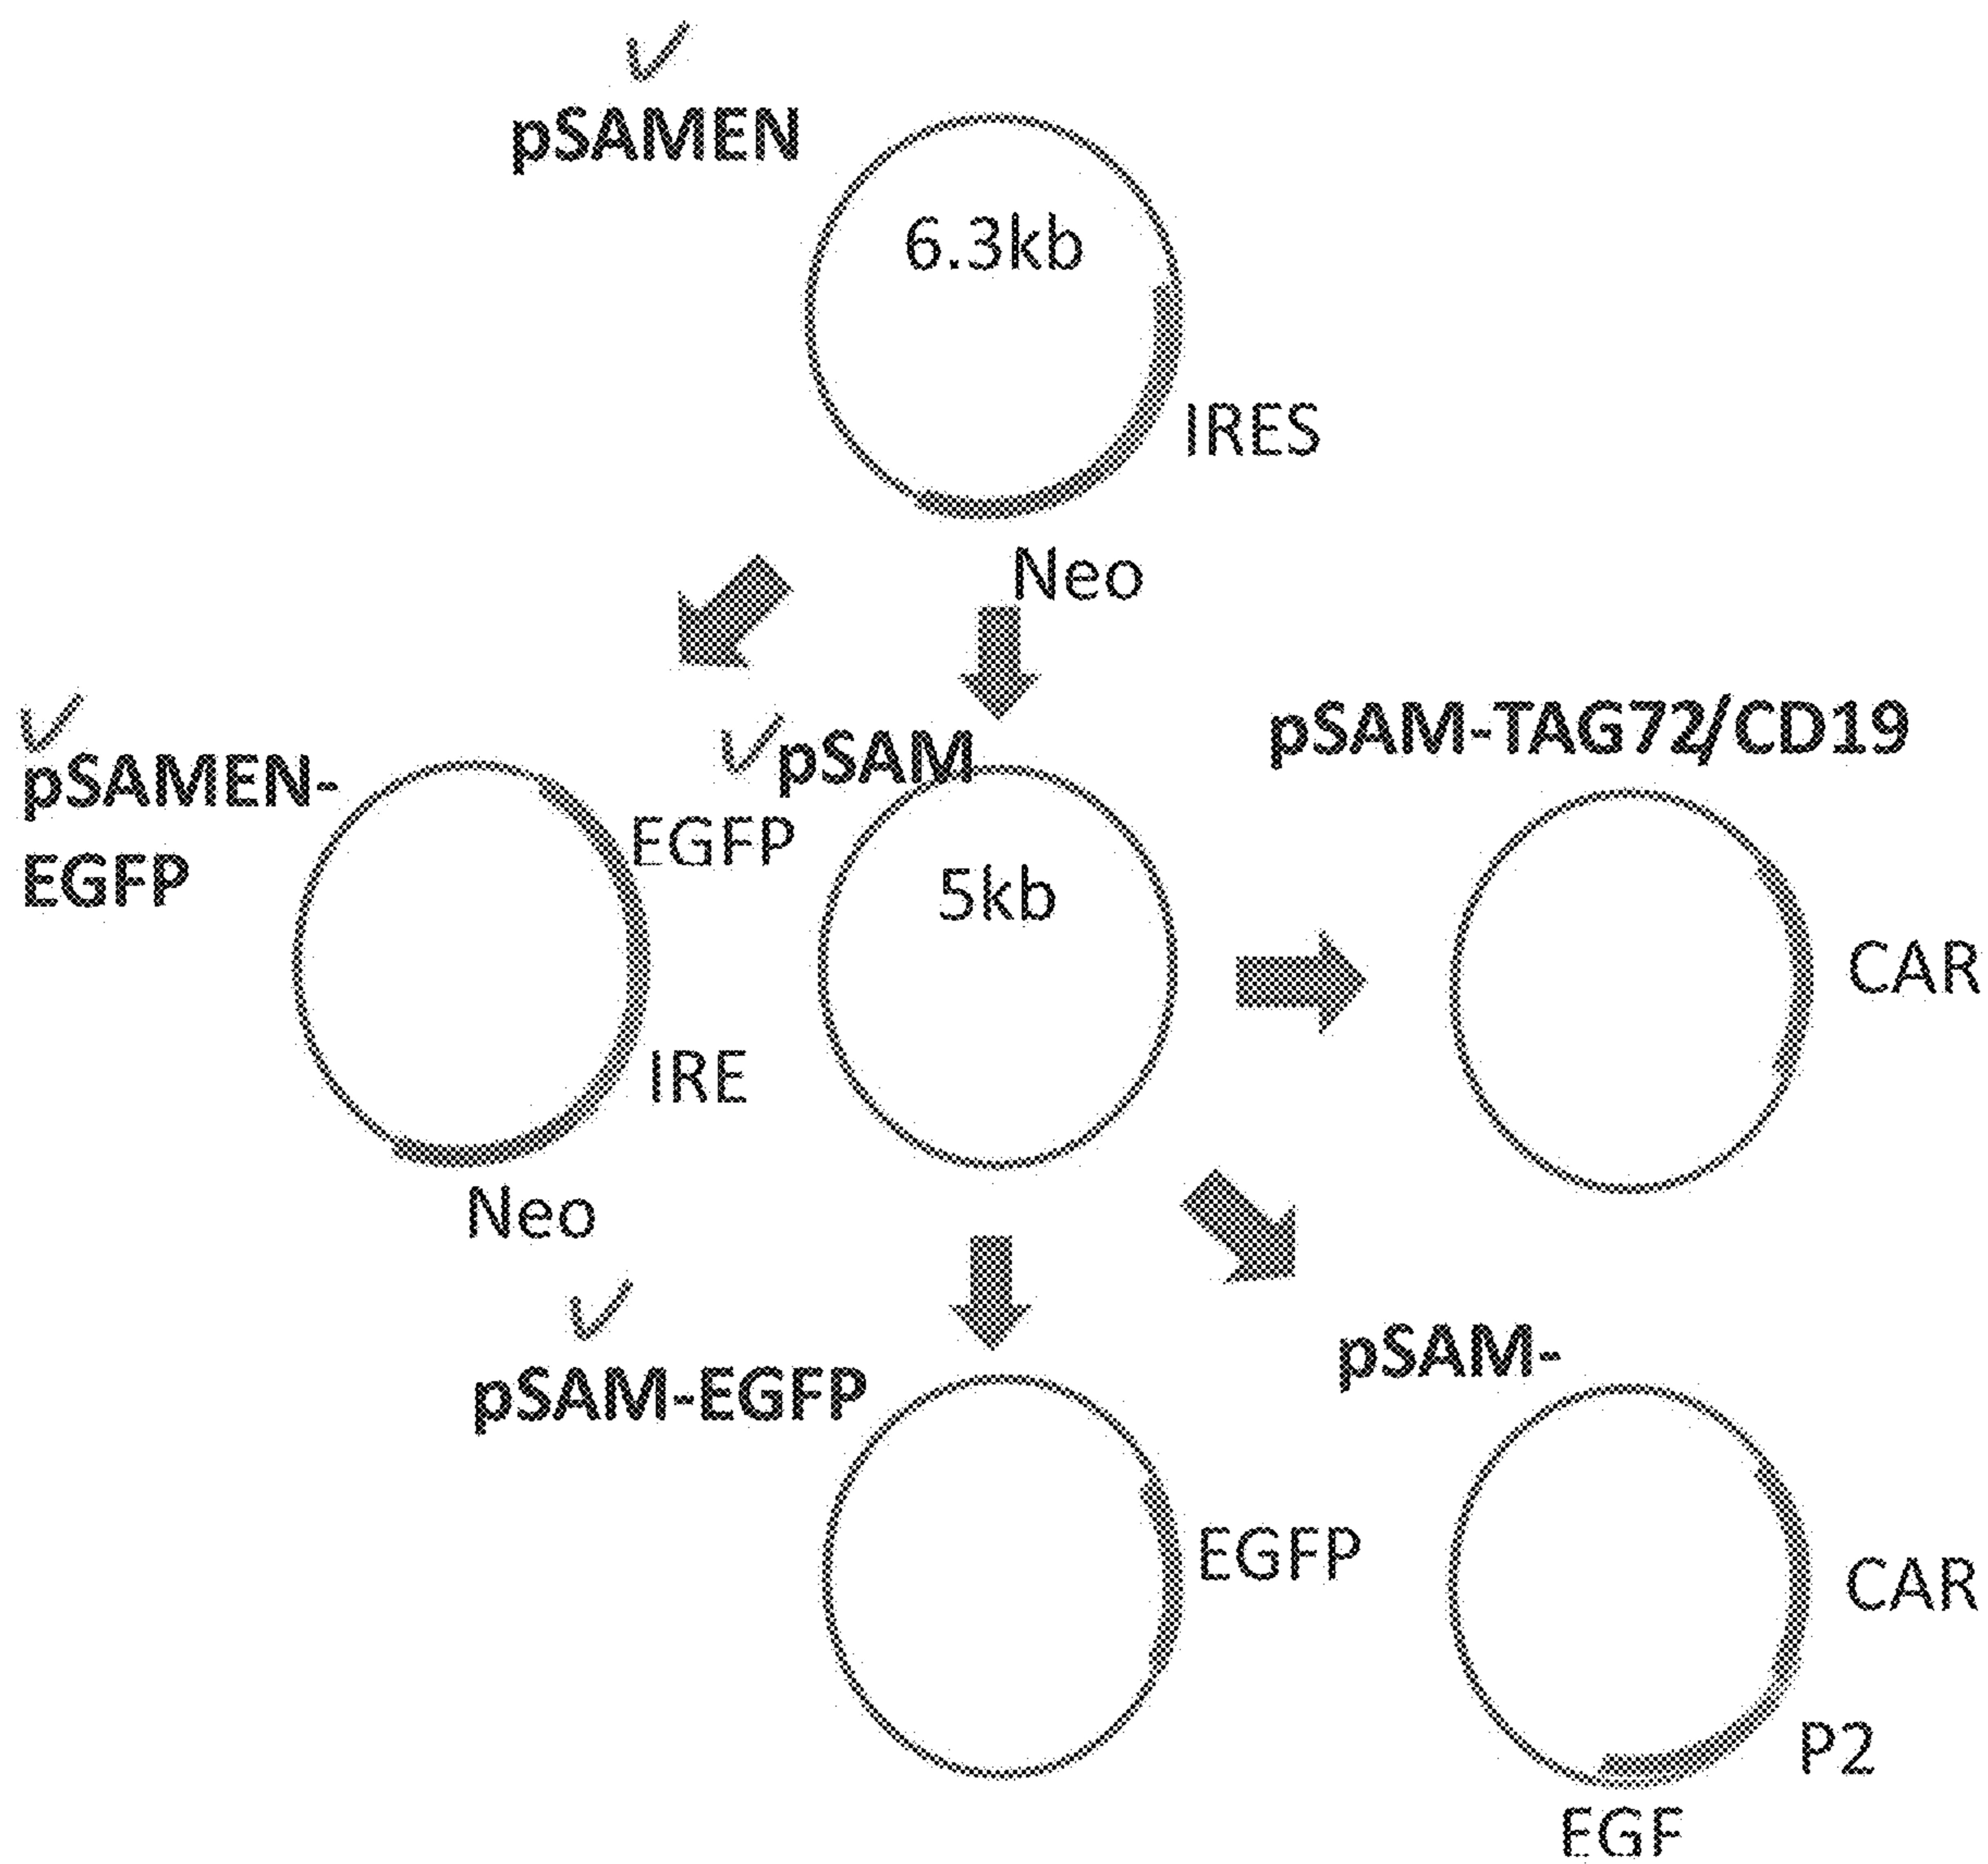 pSAMEN
6.3kb
IRES
Neo
pSAMEN-
EGFP
EGFP
IRE
Neo
pSAM
5kb
pSAM-TAG72/CD19
CAR
pSAM-EGFP
EGFP
pSAM-
CAR
P2
EGF